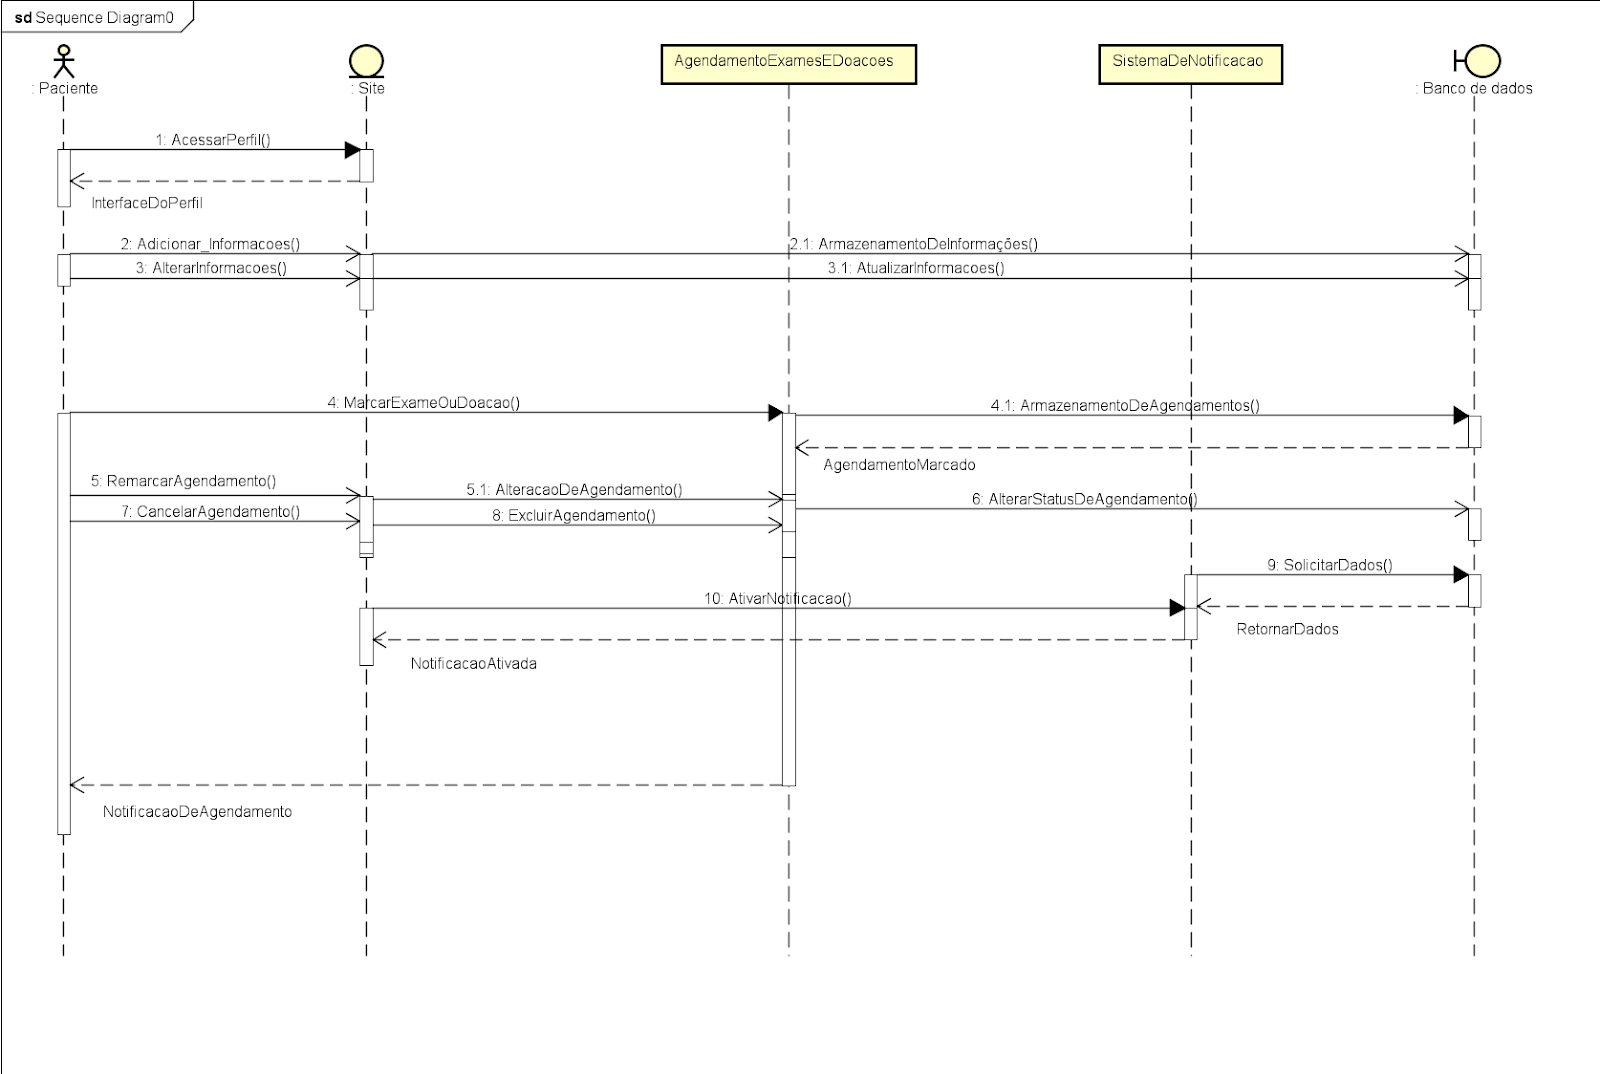 sd Sequence Diagram0
: Paciente
: Site
AgendamentoExamesEDoacoes
SistemaDeNotificacao
: Banco de dados
1: AcessarPerfil()
InterfaceDoPerfil
2: Adicionar_Informacoes()
2.1: ArmazenamentoDeInformações()
3: AlterarInformacoes()
3.1: AtualizarInformacoes()
4: MarcarExameOuDoacao()
4.1: ArmazenamentoDeAgendamentos()
AgendamentoMarcado
5: RemarcarAgendamento()
5.1: AlteracaoDeAgendamento()
6: AlterarStatusDeAgendamento()
7: CancelarAgendamento()
8: ExcluirAgendamento()
9: SolicitarDados()
10: AtivarNotificacao()
RetornarDados
NotificacaoAtivada
NotificacaoDeAgendamento